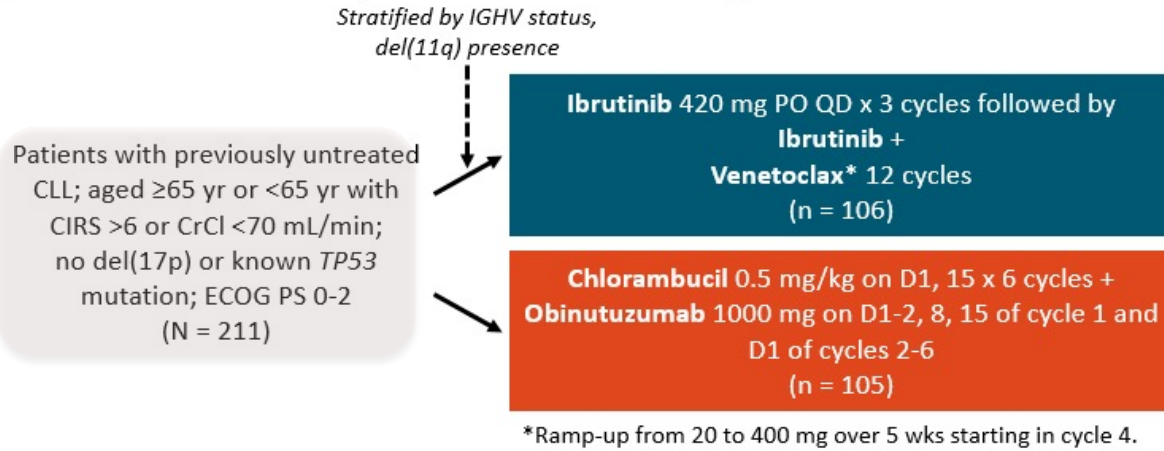 Stratified by IGHV status,
del(11q) presence
Patients with previously untreated
CLL; aged ≥65 yr or <65 yr with
CIRS >6 or CrCl <70 mL/min;
no del(17p) or known TP53
mutation; ECOG PS 0-2
(N = 211)
Ibrutinib 420 mg PO QD x 3 cycles followed by
Ibrutinib +
Venetoclax* 12 cycles
(n = 106)
Chlorambucil 0.5 mg/kg on D1, 15 x 6 cycles +
Obinutuzumab 1000 mg on D1-2, 8, 15 of cycle 1 and
D1 of cycles 2-6
(n = 105)
*Ramp-up from 20 to 400 mg over 5 wks starting in cycle 4.